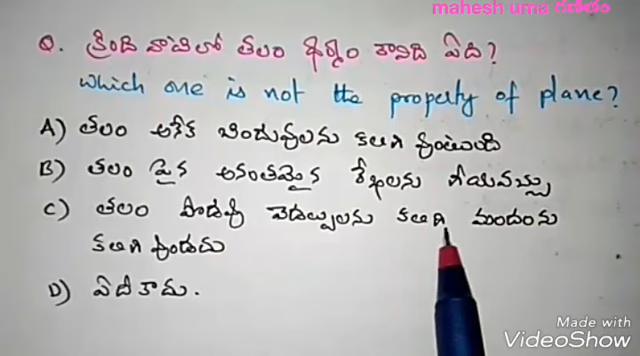 mahesh uma గణితం
Q. క్రింది వాటిలో తలం ధర్మం కానిది ఏది?
which one is not the property of plane?
A) తలం అనేక బిందువులను కలిగి వుంటుంది
B) తలం పైన అనంతమైన రేఖలను గీయవచ్చు
C) తలం పొడవు వెడల్పులను కలిగి మందంను
కలిగి వుండదు
D) ఏదీకాదు.
Made with
VideoShow